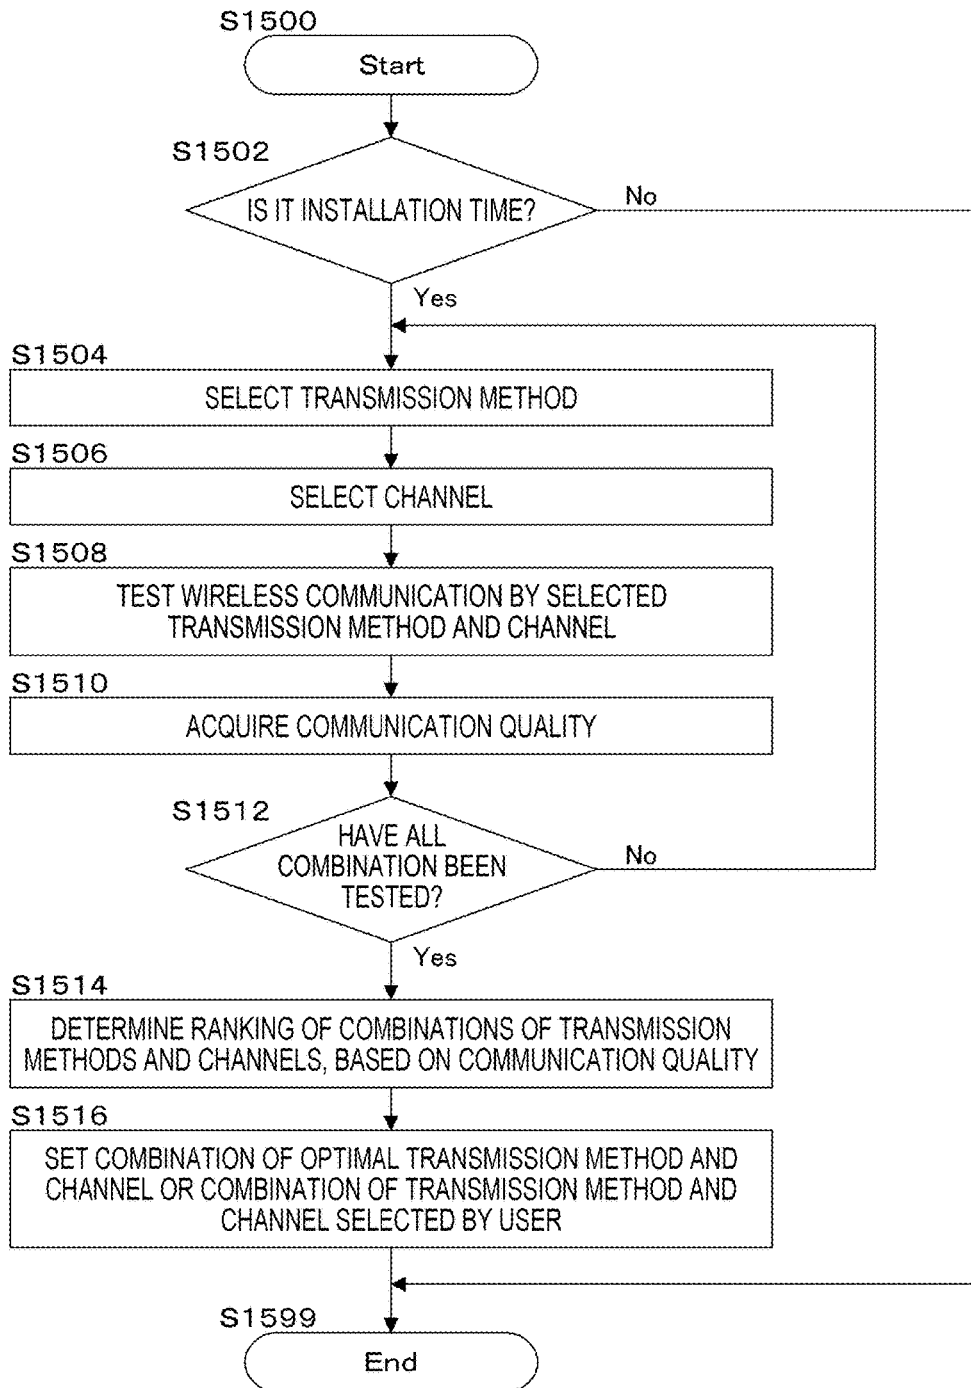 S1500
Start
S1502
IS IT INSTALLATION TIME?
No
Yes
S1504
SELECT TRANSMISSION METHOD
S1506
SELECT CHANNEL
S1508
TEST WIRELESS COMMUNICATION BY SELECTED
TRANSMISSION METHOD AND CHANNEL
S1510
ACQUIRE COMMUNICATION QUALITY
S1512
HAVE ALL
COMBINATION BEEN
TESTED?
No
Yes
S1514
DETERMINE RANKING OF COMBINATIONS OF TRANSMISSION
METHODS AND CHANNELS, BASED ON COMMUNICATION QUALITY
S1516
SET COMBINATION OF OPTIMAL TRANSMISSION METHOD AND
CHANNEL OR COMBINATION OF TRANSMISSION METHOD AND
CHANNEL SELECTED BY USER
S1599
End